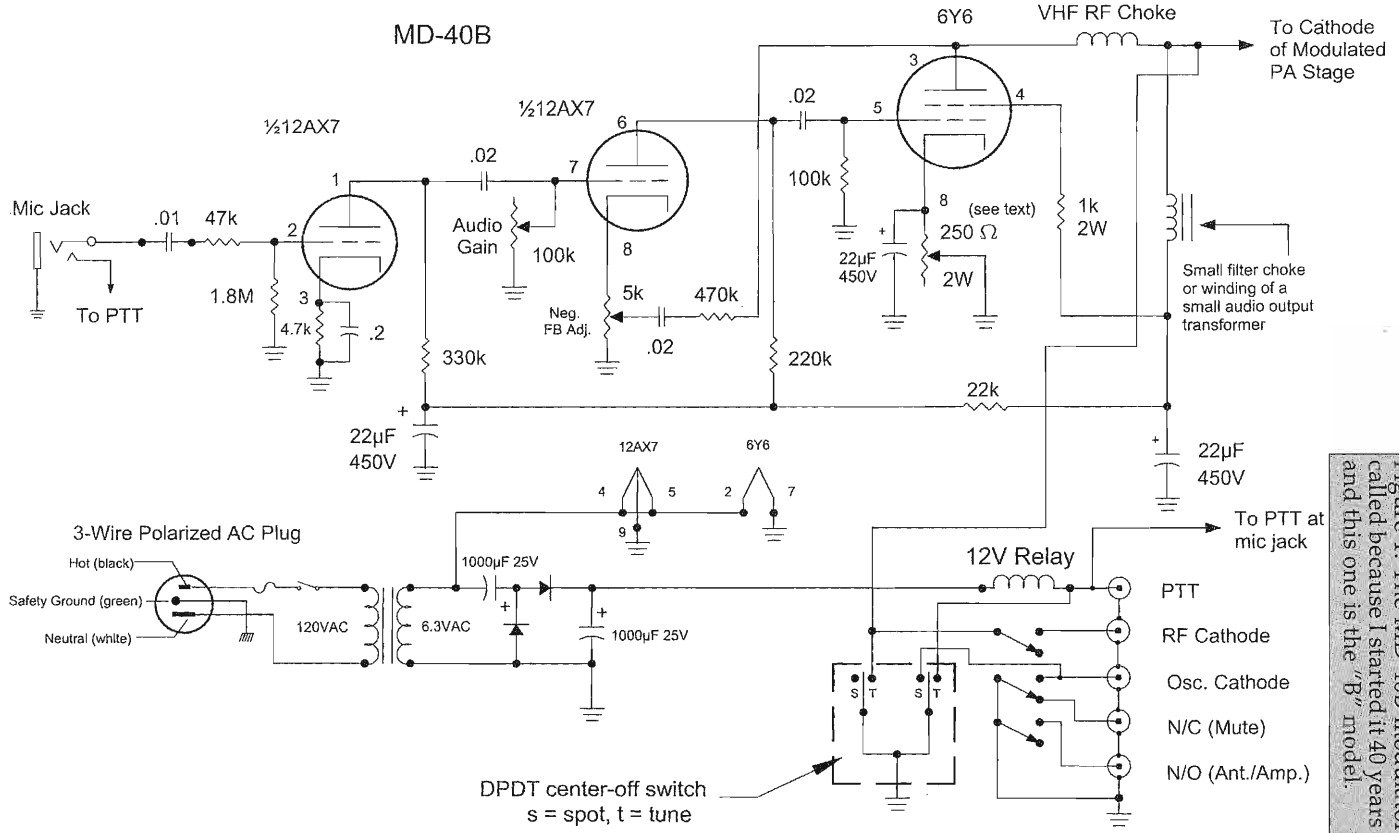 MD-40B
6Y6
VHF RF Choke
To Cathode
of Modulated
PA Stage
½12AX7
½12AX7
3
4
5
.02
6
7
.02
1
2
Mic Jack
.01
47k
To PTT
1.8M
3
4.7k
.2
Audio
Gain
100k
8
5k
Neg.
FB Adj.
.02
470k
100k
8
(see text)
250 Ω
2W
22µF
450V
1k
2W
Small filter choke
or winding of a
small audio output
transformer
330k
220k
22k
22µF
450V
22µF
450V
12AX7
4
5
9
6Y6
2
7
3-Wire Polarized AC Plug
Hot (black)
Safety Ground (green)
Neutral (white)
120VAC
6.3VAC
1000µF 25V
1000µF 25V
12V Relay
To PTT at
mic jack
PTT
RF Cathode
Osc. Cathode
N/C (Mute)
N/O (Ant./Amp.)
S
T
S
T
DPDT center-off switch
s = spot, t = tune
called because I started it 40 years
and this one is the "B" model.